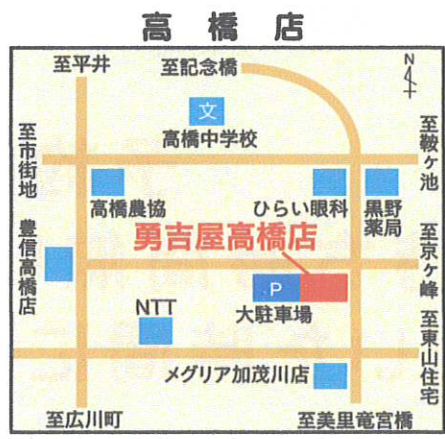 高橋店
至平井
至記念橋
N
文
高橋中学校
至市街地
至鞍ヶ池
高橋農協
ひらい眼科
黒野
薬局
勇吉屋高橋店
豊信高橋店
至京ヶ峰
P
大駐車場
NTT
至東山住宅
メグリア加茂川店
至広川町
至美里竜宮橋